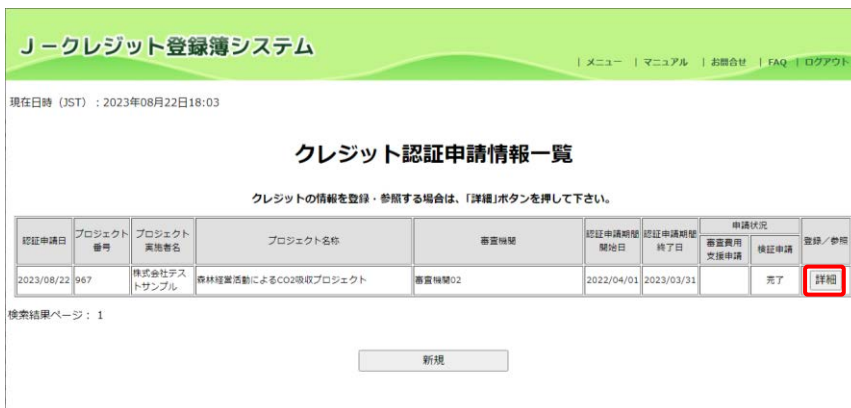 J－クレジット登録簿システム
| メニュー | マニュアル | お問合せ | FAQ | ログアウト
現在日時（JST）：2023年08月22日18:03
クレジット認証申請情報一覧
クレジットの情報を登録・参照する場合は、「詳細」ボタンを押して下さい。
認証申請日 プロジェクト番号 プロジェクト実施者名 プロジェクト名称 審査機関 認証申請期間開始日 認証申請期間終了日 申請状況 審査費用支援申請 検証申請 登録／参照
2023/08/22 967 株式会社テストサンプル 森林経営活動によるCO2吸収プロジェクト 審査機関02 2022/04/01 2023/03/31 完了 詳細
検索結果ページ： 1
新規